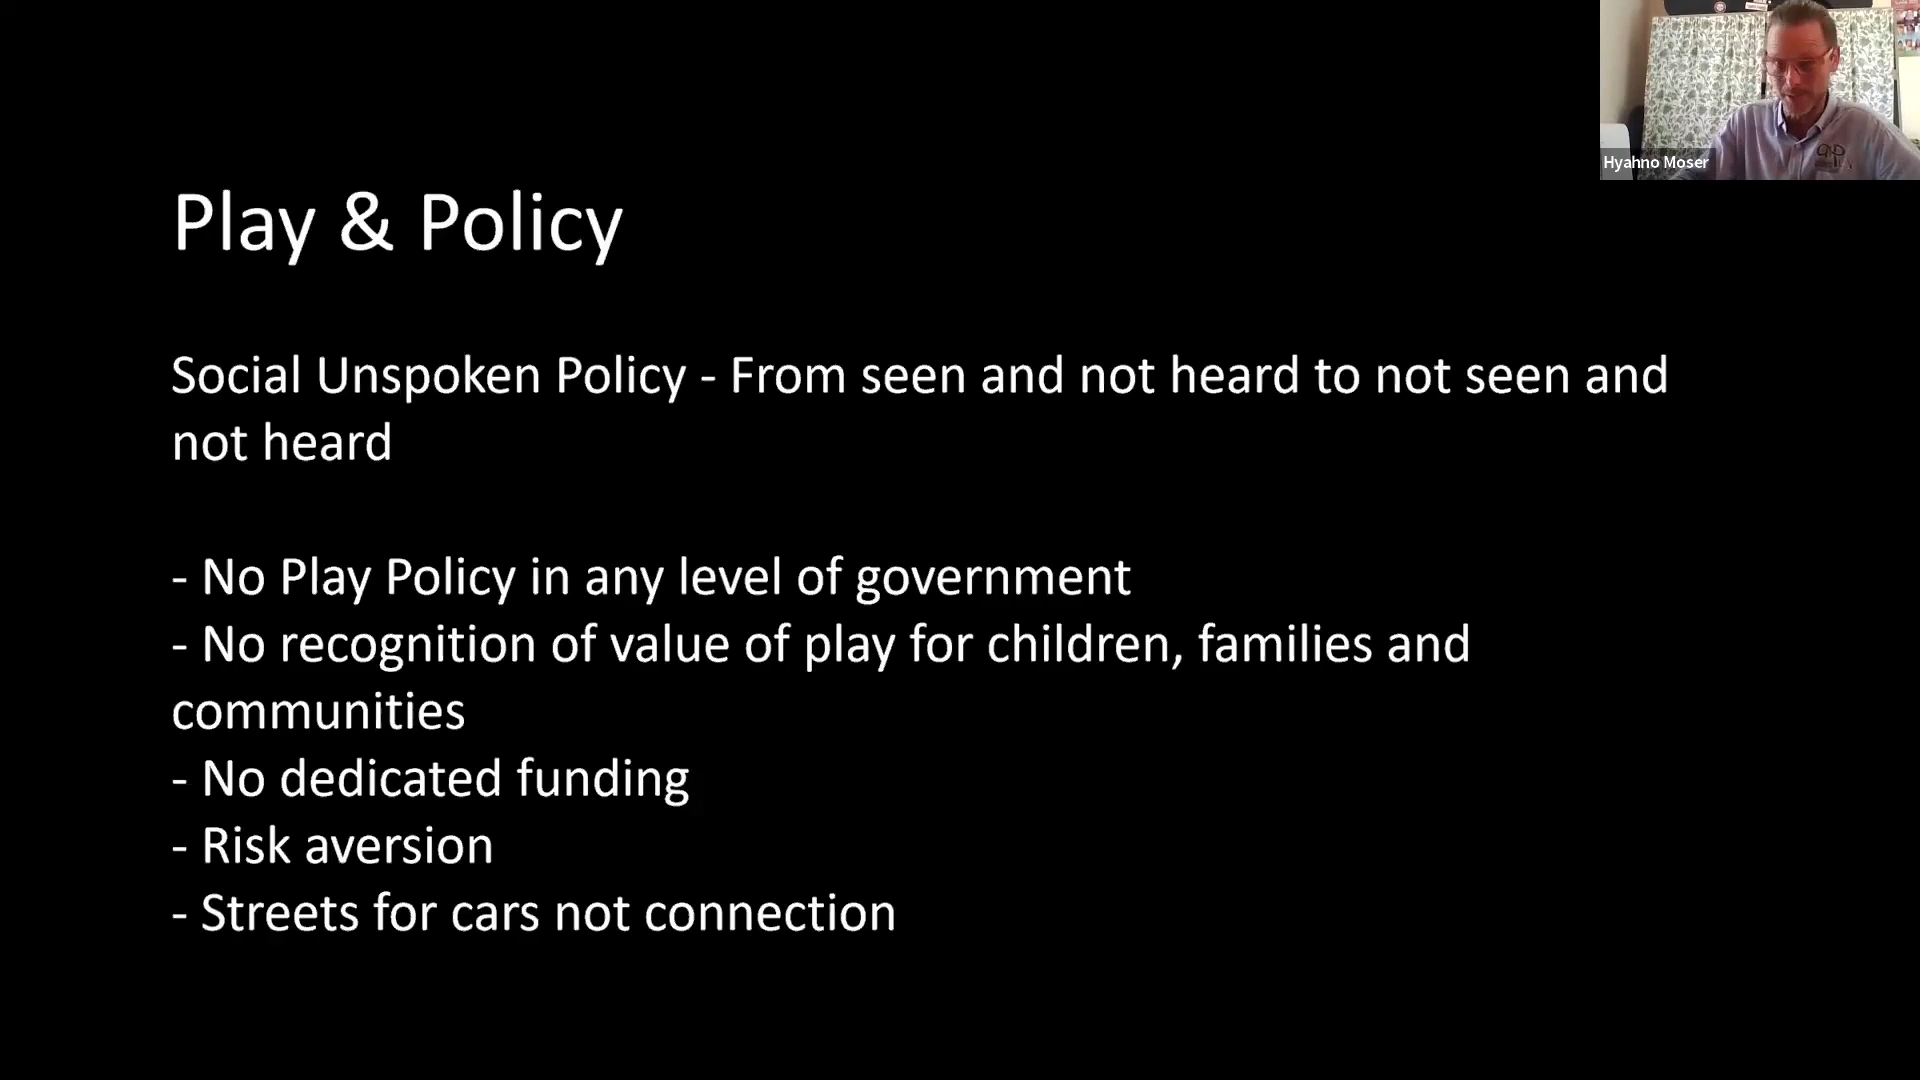 Hyahno Moser
Play & Policy
Social Unspoken Policy - From seen and not heard to not seen and
not heard
- No Play Policy in any level of government
- No recognition of value of play for children, families and
communities
- No dedicated funding
- Risk aversion
- Streets for cars not connection